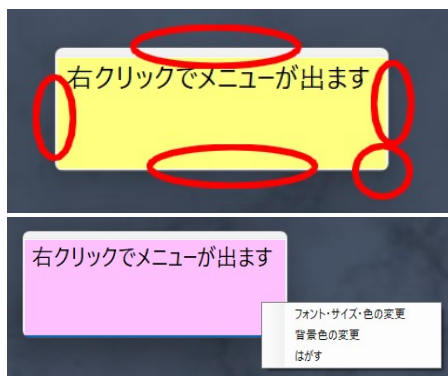 右クリックでメニューが出ます
右クリックでメニューが出ます
フォント・サイズ・色の変更
背景色の変更
はがす